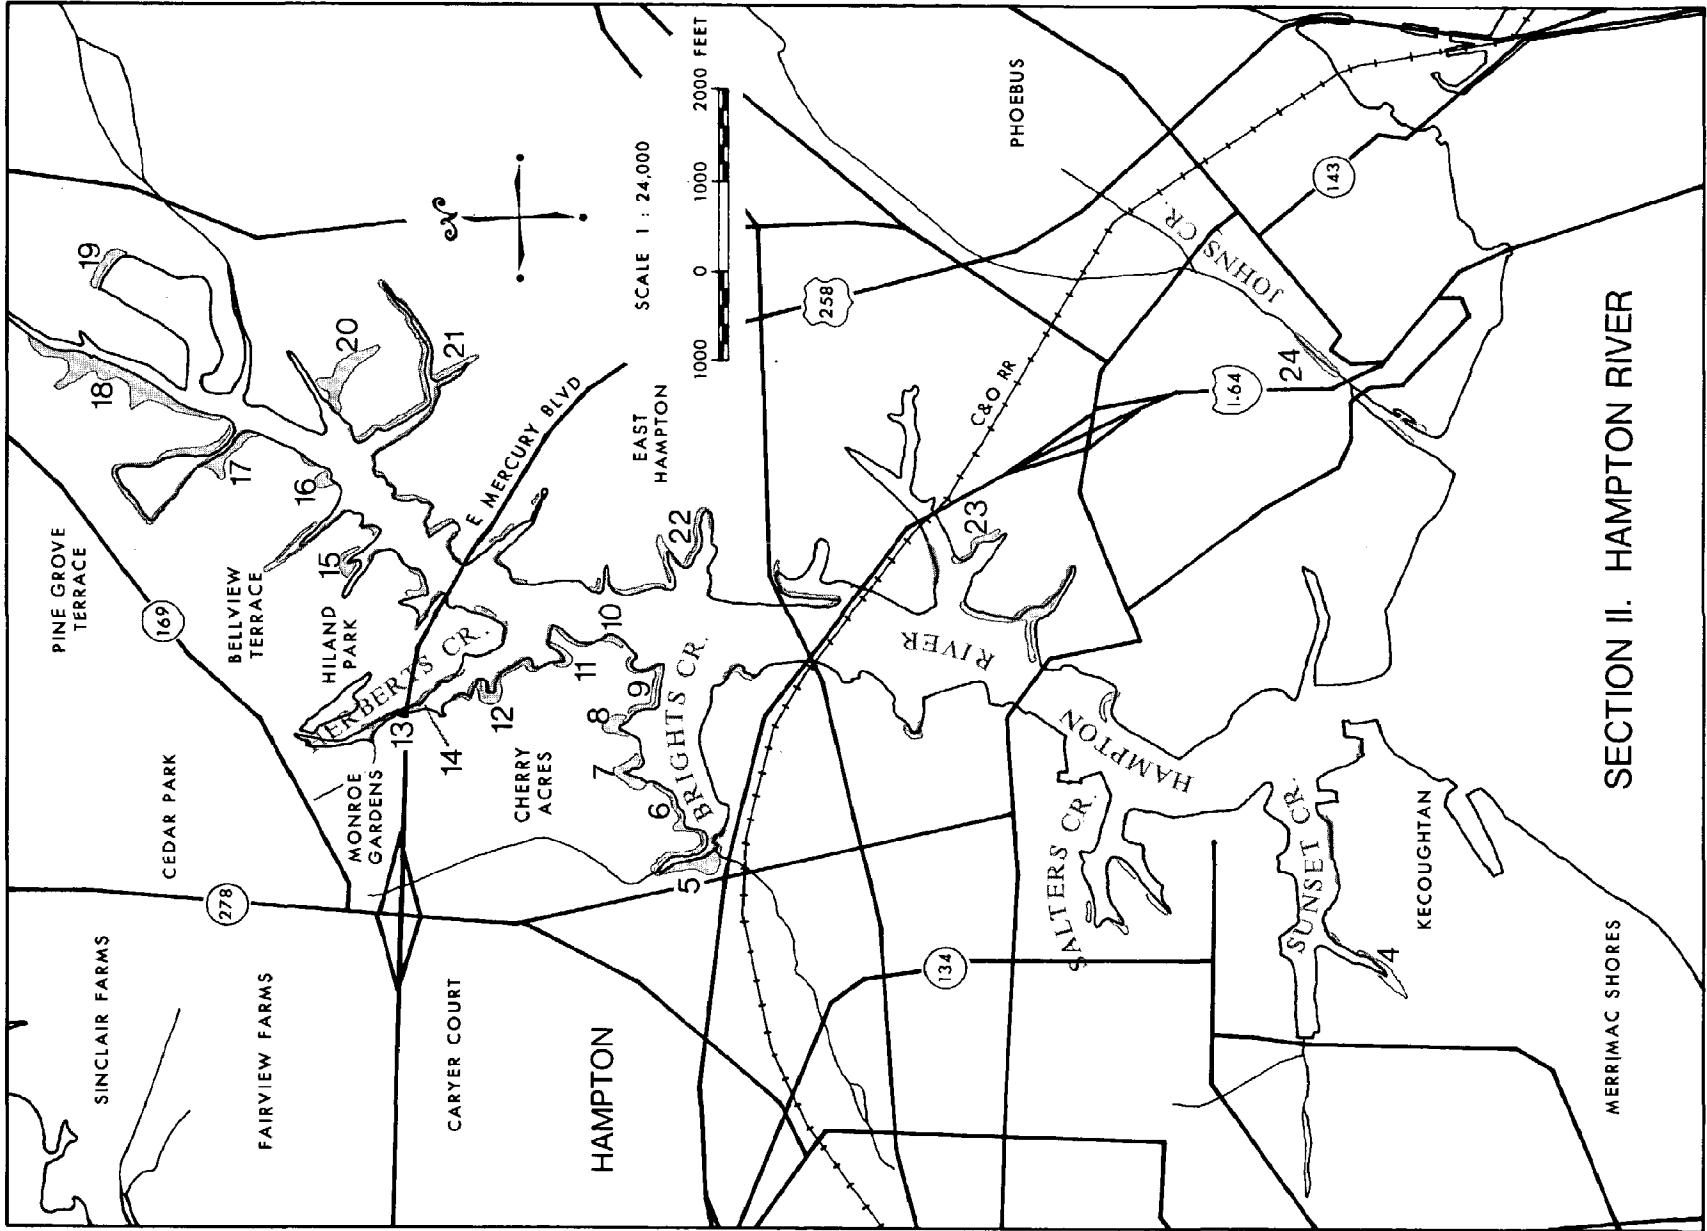 SINCLAIR FARMS
FAIRVIEW FARMS
CARYER COURT
HAMPTON
278
CEDAR PARK
MONROE
GARDENS
CHERRY
ACRES
169
PINE GROVE
TERRACE
BELLVIEW
TERRACE
HILAND
PARK
HERBERTS CR.
E MERCURY BLVD
EAST
HAMPTON
BRIGHTS CR.
N
SCALE 1 : 24,000
1000 0 1000 2000 FEET
258
C&O RR
PHOEBUS
JOHNS CR.
143
I-64
HAMPTON
RIVER
SALTERS CR.
SUNSET CR.
134
KECOUGHTAN
MERRIMAC SHORES
4
5
6
7
8
9
10
11
12
13
14
15
16
17
18
19
20
21
22
23
24
SECTION II. HAMPTON RIVER